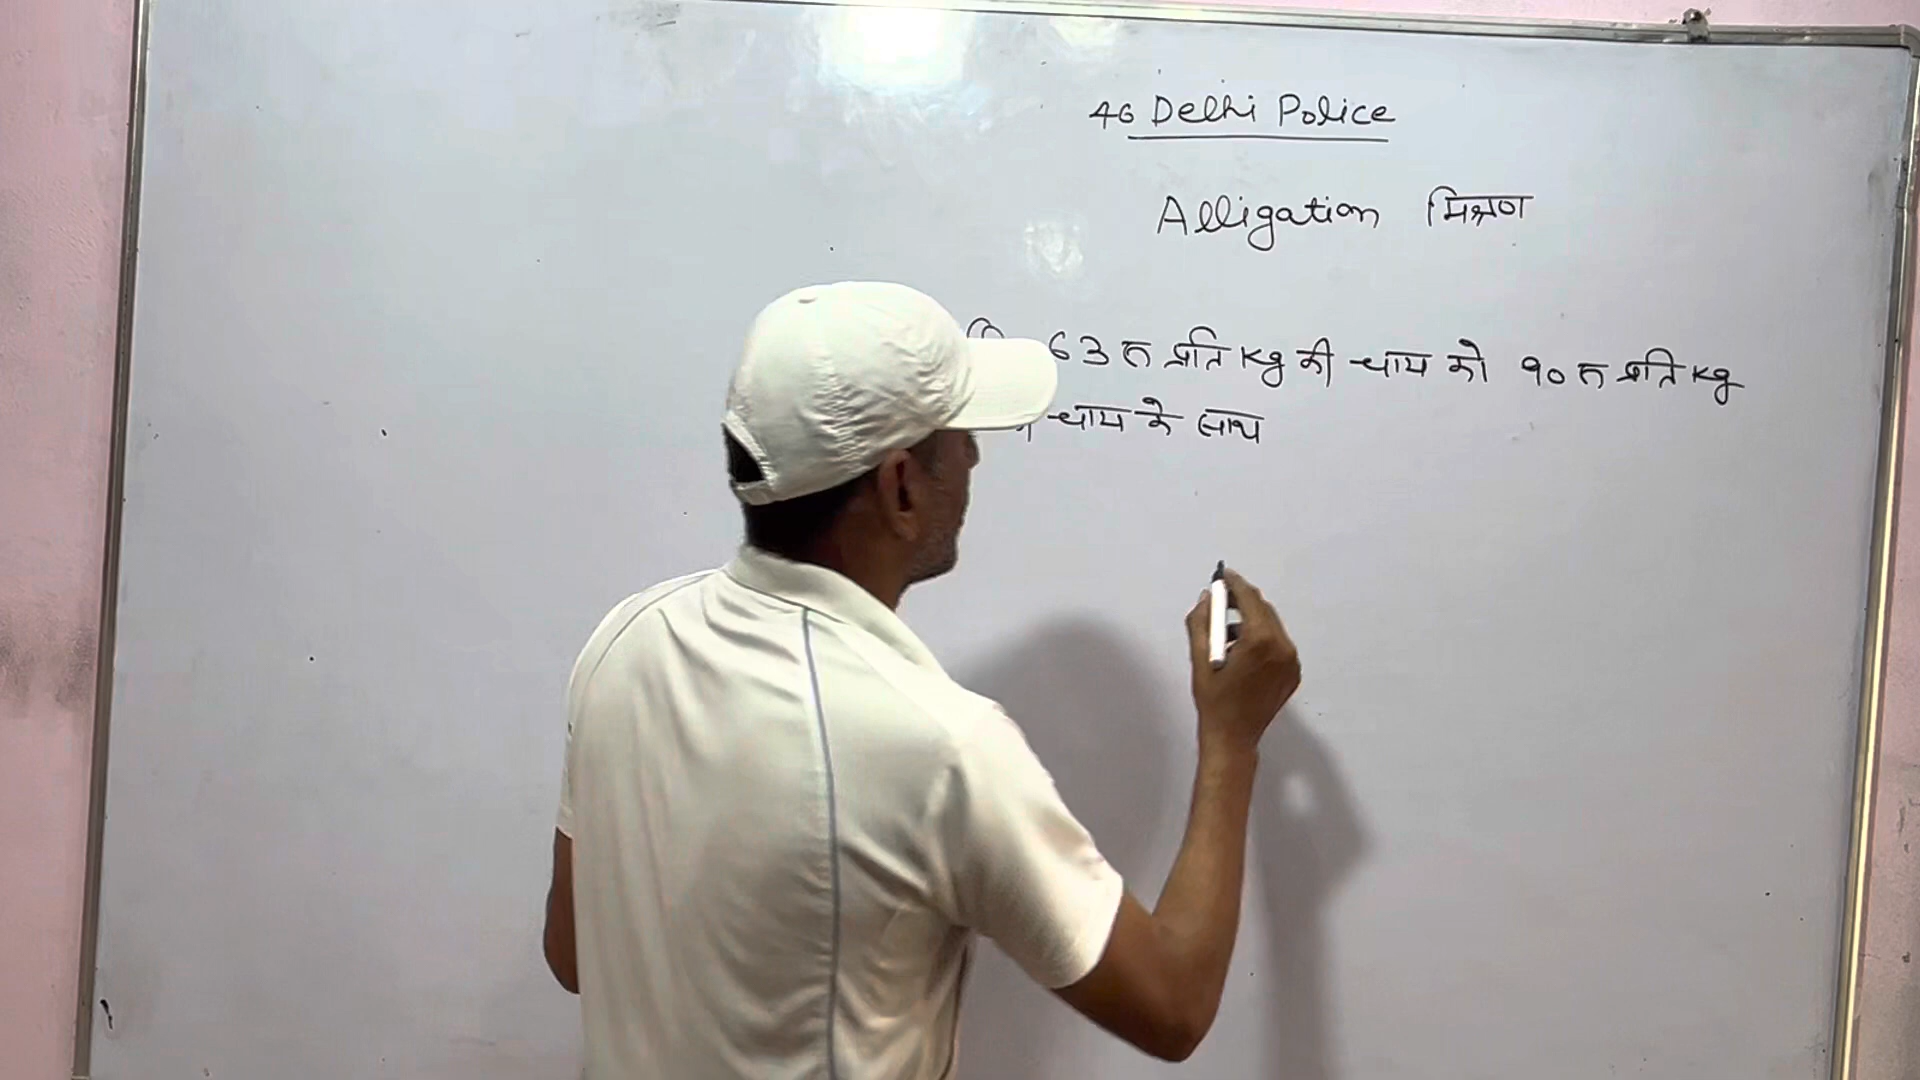 46 Delhi Police
Alligation मिश्रण
63 रु प्रति kg की चाय को 90 रु प्रति kg
चाय के साथ